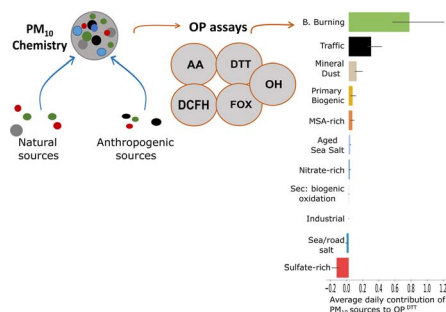 PM10
Chemistry
OP assays
AA
DTT
OH
DCFH
FOX
Natural
sources
Anthropogenic
sources
B. Burning
Traffic
Mineral
Dust
Primary
Biogenic
MSA-rich
Aged
Sea Salt
Nitrate-rich
Sec: biogenic
oxidation
Industrial
Sea/road
salt
Sulfate-rich
-0.2 0.0 0.2 0.4 0.6 0.8 1.0 1.2
Average daily contribution of
PM10 sources to OP DTT